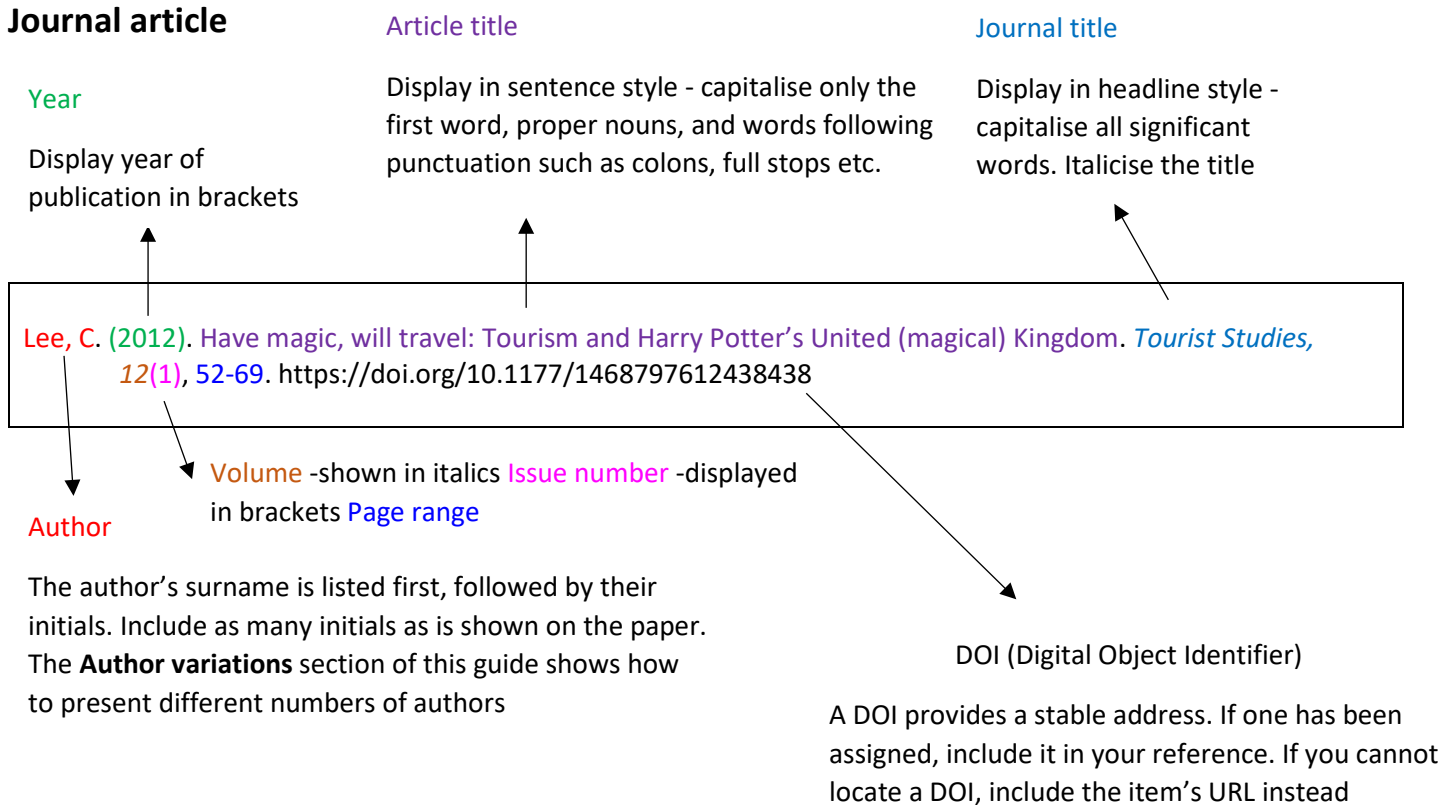 Journal article
Year
Display year of
publication in brackets
Article title
Display in sentence style - capitalise only the
first word, proper nouns, and words following
punctuation such as colons, full stops etc.
Journal title
Display in headline style -
capitalise all significant
words. Italicise the title
Lee, C. (2012). Have magic, will travel: Tourism and Harry Potter’s United (magical) Kingdom. Tourist Studies,
12(1), 52-69. https://doi.org/10.1177/1468797612438438
Volume -shown in italics Issue number -displayed
in brackets Page range
Author
The author’s surname is listed first, followed by their
initials. Include as many initials as is shown on the paper.
The Author variations section of this guide shows how
to present different numbers of authors
DOI (Digital Object Identifier)
A DOI provides a stable address. If one has been
assigned, include it in your reference. If you cannot
locate a DOI, include the item’s URL instead